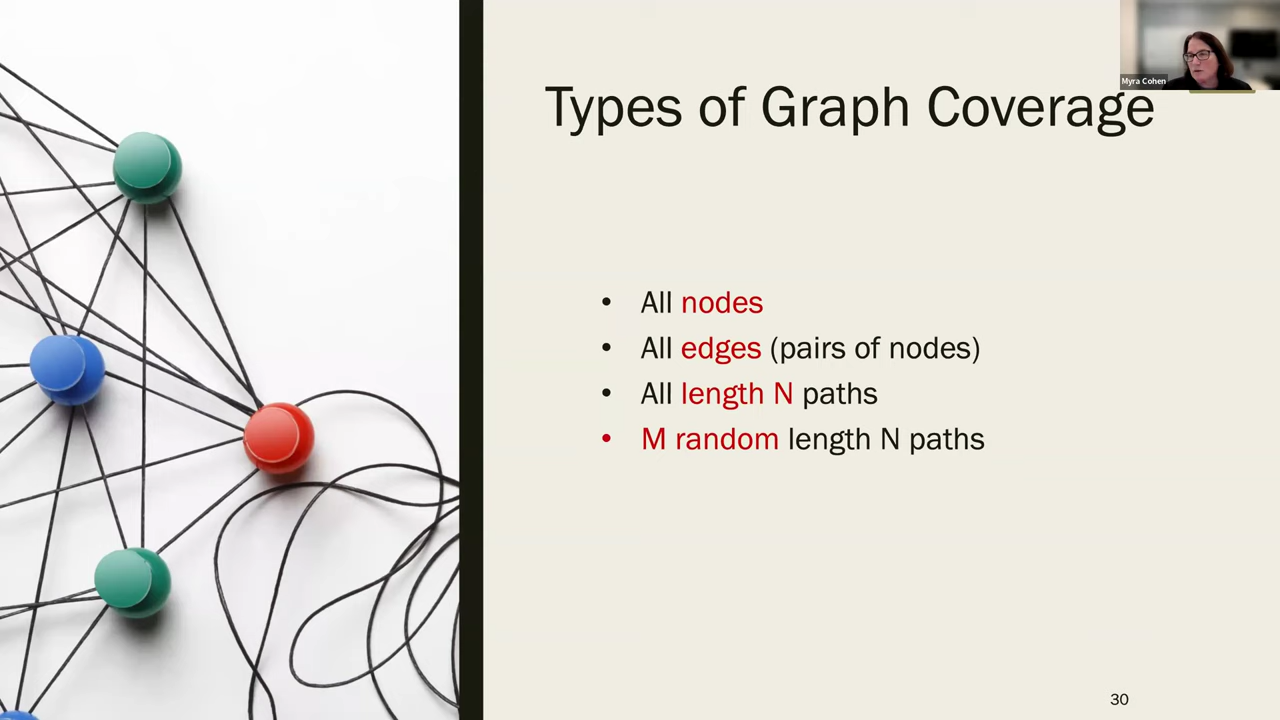 Myra Cohen
Types of Graph Coverage
• All nodes
• All edges (pairs of nodes)
• All length N paths
• M random length N paths
30